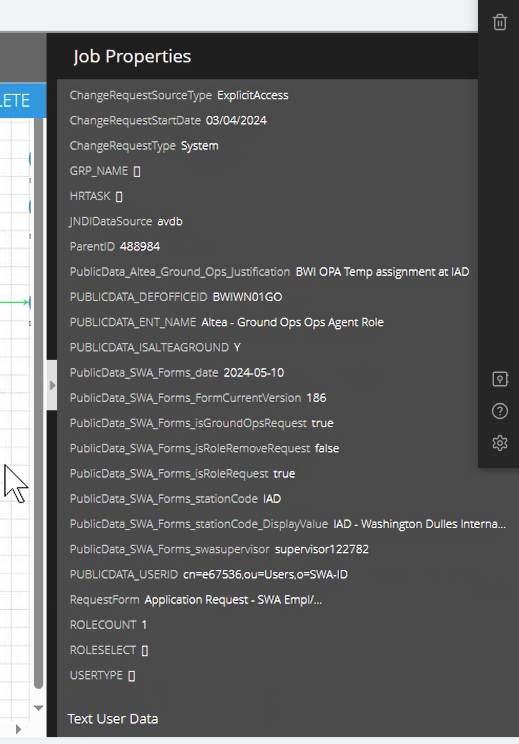 Job Properties
LETE
ChangeRequestSourceType ExplicitAccess
ChangeRequestStartDate 03/04/2024
ChangeRequestType System
GRP_NAME []
HRTASK []
JNDIDataSource avdb
ParentID 488984
PublicData_Altea_Ground_Ops_Justification BWI OPA Temp assignment at IAD
PUBLICDATA_DEFOFFICEID BWIWN01GO
PUBLICDATA_ENT_NAME Altea - Ground Ops Ops Agent Role
PUBLICDATA_ISALTEAGROUND Y
PublicData_SWA_Forms_date 2024-05-10
PublicData_SWA_Forms_FormCurrentVersion 186
PublicData_SWA_Forms_isGroundOpsRequest true
PublicData_SWA_Forms_isRoleRemoveRequest false
PublicData_SWA_Forms_isRoleRequest true
PublicData_SWA_Forms_stationCode IAD
PublicData_SWA_Forms_stationCode_DisplayValue IAD - Washington Dulles Interna...
PublicData_SWA_Forms_swasupervisor supervisor122782
PUBLICDATA_USERID cn=e67536,ou=Users,o=SWA-ID
RequestForm Application Request - SWA Empl/...
ROLECOUNT 1
ROLESELECT []
USERTYPE []
Text User Data